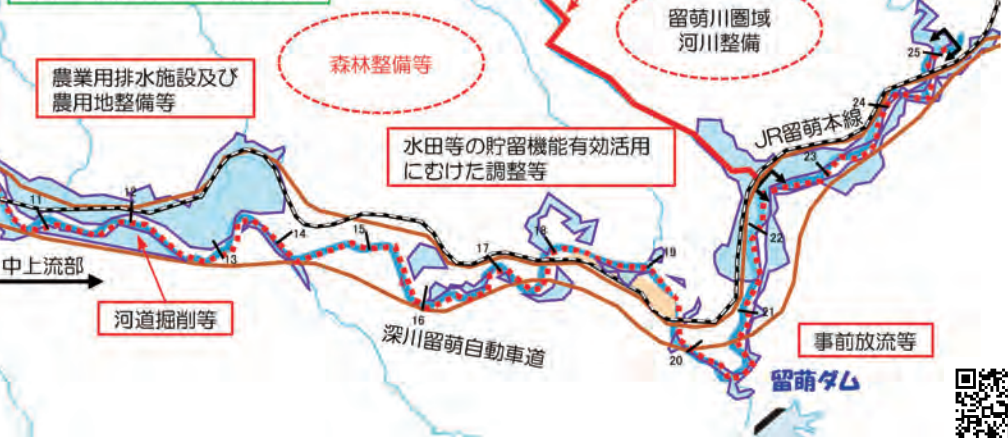 留萌川圏域
河川整備
森林整備等
農業用排水施設及び
農用地整備等
水田等の貯留機能有効活用
にむけた調整等
JR留萌本線
25
24
23
22
21
20
19
18
17
16
15
14
13
12
11
中上流部
河道掘削等
深川留萌自動車道
事前放流等
留萌ダム